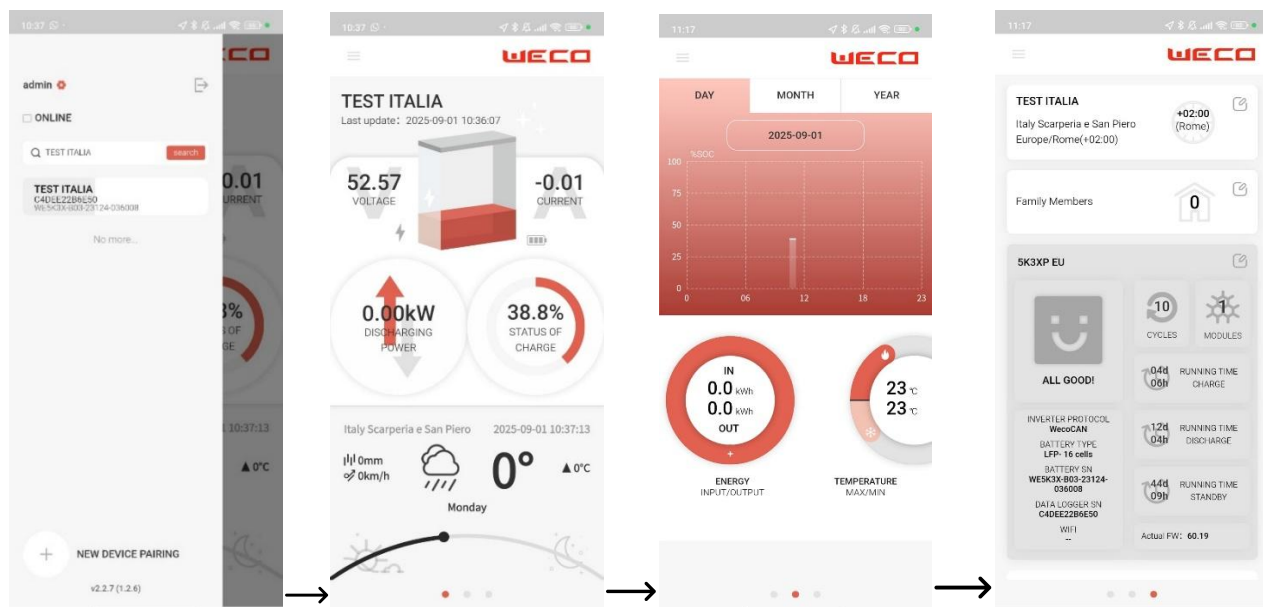 10:37
CO
admin
ONLINE
TEST ITALIA
search
TEST ITALIA
C4DEE22B6E50
WE5K3X-B03-23124-036008
No more...
0.01
URRENT
3%
OF
GE
10:37:13
▲ 0°C
+ NEW DEVICE PAIRING
v2.2.7 (1.2.6)
10:37
WECO
TEST ITALIA
Last update: 2025-09-01 10:36:07
52.57
VOLTAGE
-0.01
CURRENT
0.00kW
DISCHARGING
POWER
38.8%
STATUS OF
CHARGE
Italy Scarperia e San Piero 2025-09-01 10:37:13
0mm
0km/h
0°
▲ 0°C
Monday
11:17
WECO
DAY MONTH YEAR
2025-09-01
%SOC
100
75
50
25
0
0 06 12 18 23
IN
0.0 kWh
0.0 kWh
OUT
+
23 °C
23 °C
ENERGY
INPUT/OUTPUT
TEMPERATURE
MAX/MIN
11:17
WECO
TEST ITALIA
Italy Scarperia e San Piero
Europe/Rome(+02:00)
+02:00
(Rome)
Family Members
0
5K3XP EU
ALL GOOD!
10
CYCLES
1
MODULES
04d
06h
RUNNING TIME
CHARGE
INVERTER PROTOCOL
WecoCAN
BATTERY TYPE
LFP- 16 cells
BATTERY SN
WE5K3X-B03-23124-
036008
DATA LOGGER SN
C4DEE22B6E50
WIFI
--
12d
04h
RUNNING TIME
DISCHARGE
44d
09h
RUNNING TIME
STANDBY
Actual FW: 60.19